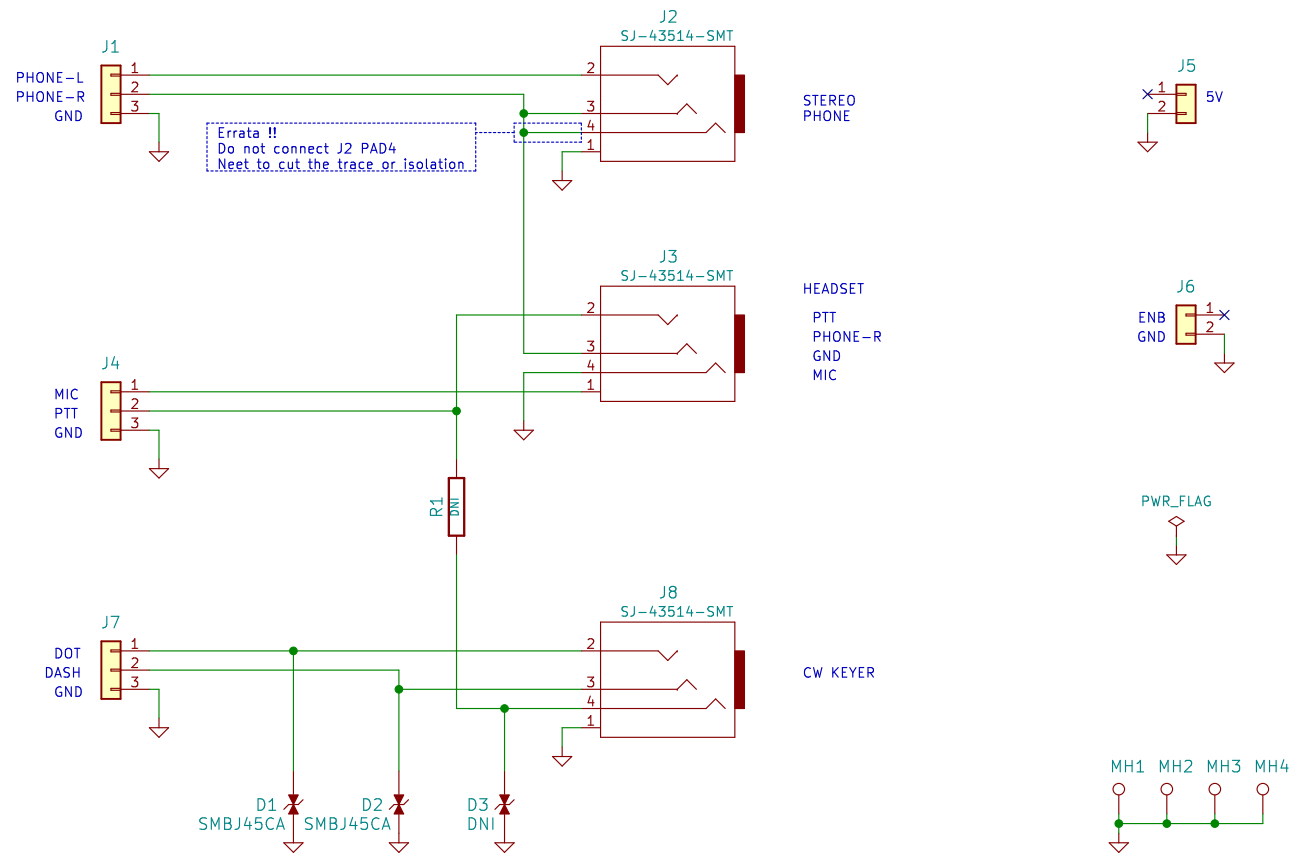 J1
PHONE-L
PHONE-R
GND
1
2
3
Errata !!
Do not connect J2 PAD4
Neet to cut the trace or isolation
J2
SJ-43514-SMT
2
3
4
1
STEREO
PHONE
J5
1
2
5V
J3
SJ-43514-SMT
2
3
4
1
HEADSET
PTT
PHONE-R
GND
MIC
J6
ENB
GND
1
2
J4
MIC
PTT
GND
1
2
3
R1
DNI
PWR_FLAG
J7
DOT
DASH
GND
1
2
3
J8
SJ-43514-SMT
2
3
4
1
CW KEYER
D1
SMBJ45CA
D2
SMBJ45CA
D3
DNI
MH1 MH2 MH3 MH4